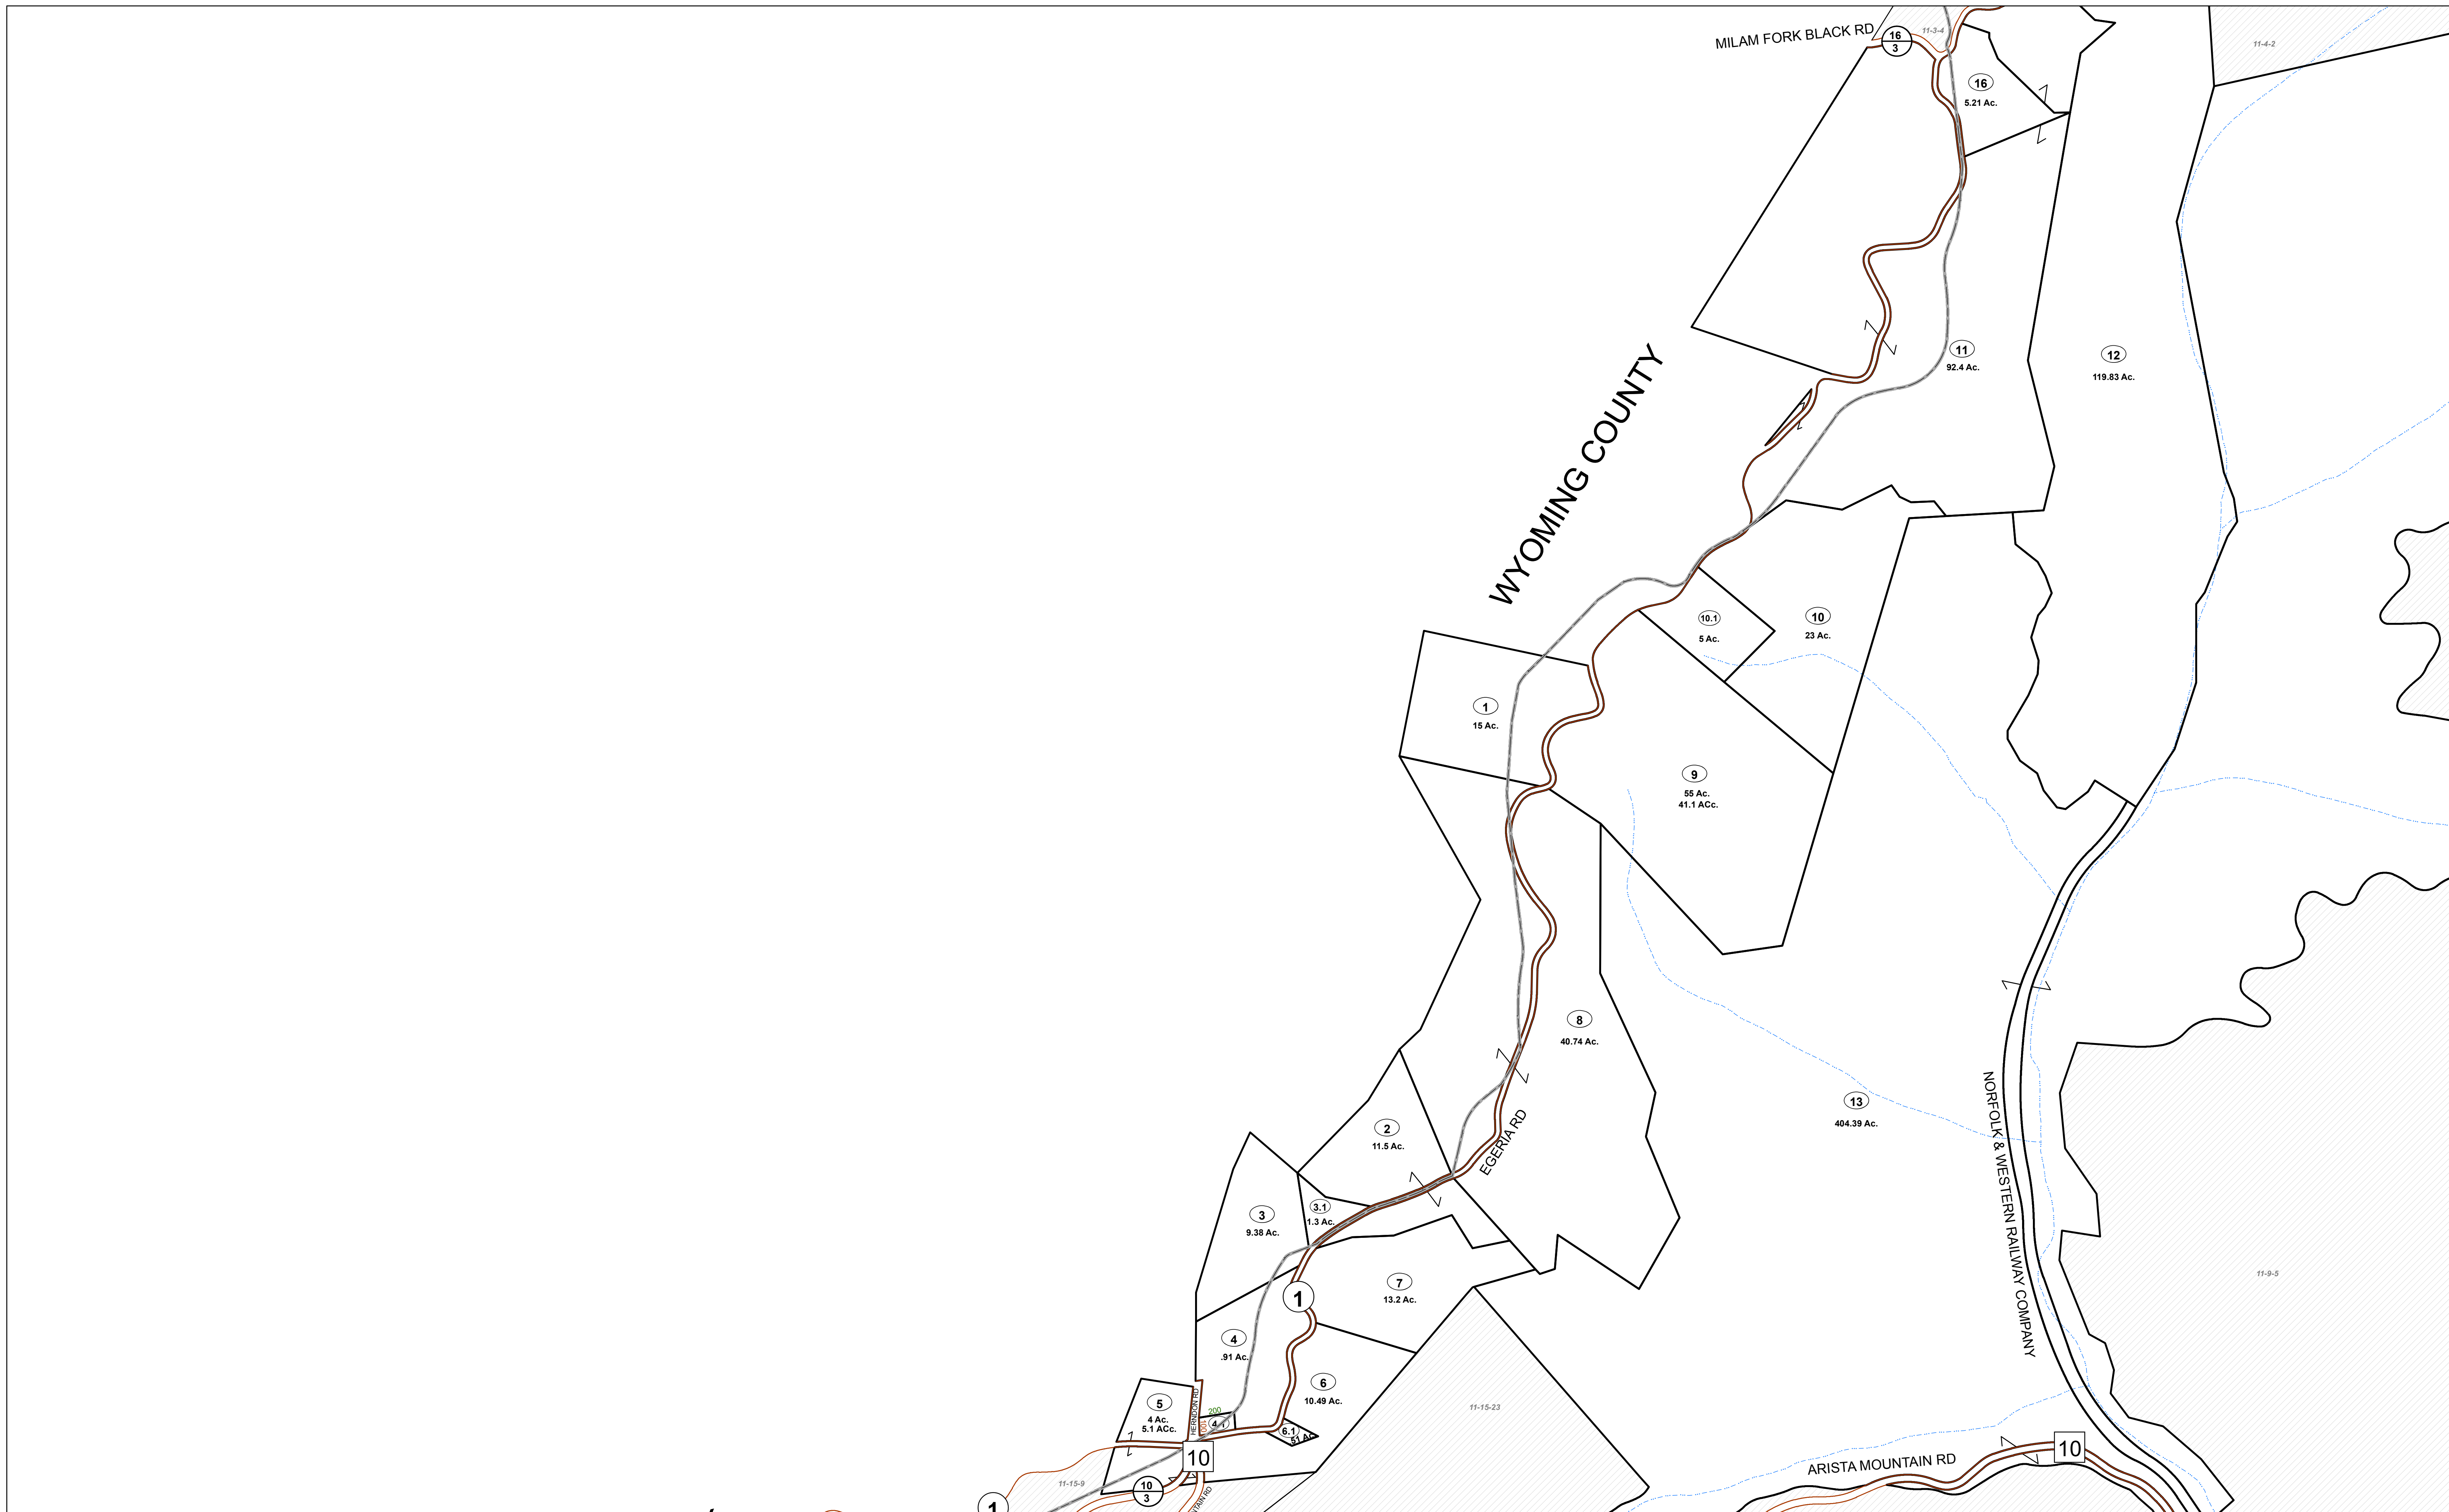 MILAM FORK BLACK RD
16
3
11-3-4
11-4-2
16
5.21 Ac.
11
92.4 Ac.
12
119.83 Ac.
WYOMING COUNTY
10.1
5 Ac.
10
23 Ac.
1
15 Ac.
9
55 Ac.
41.1 ACc.
8
40.74 Ac.
13
404.39 Ac.
2
11.5 Ac.
EGERIA RD
NORFOLK & WESTERN RAILWAY COMPANY
3
9.38 Ac.
3.1
1.3 Ac.
7
13.2 Ac.
11-9-5
1
4
.91 Ac.
6
10.49 Ac.
5
4 Ac.
5.1 ACc.
HERNDON RD
200
100
4.1
6.1
.51 Ac.
11-15-23
10
ARISTA MOUNTAIN RD
10
11-15-9
10
3
1